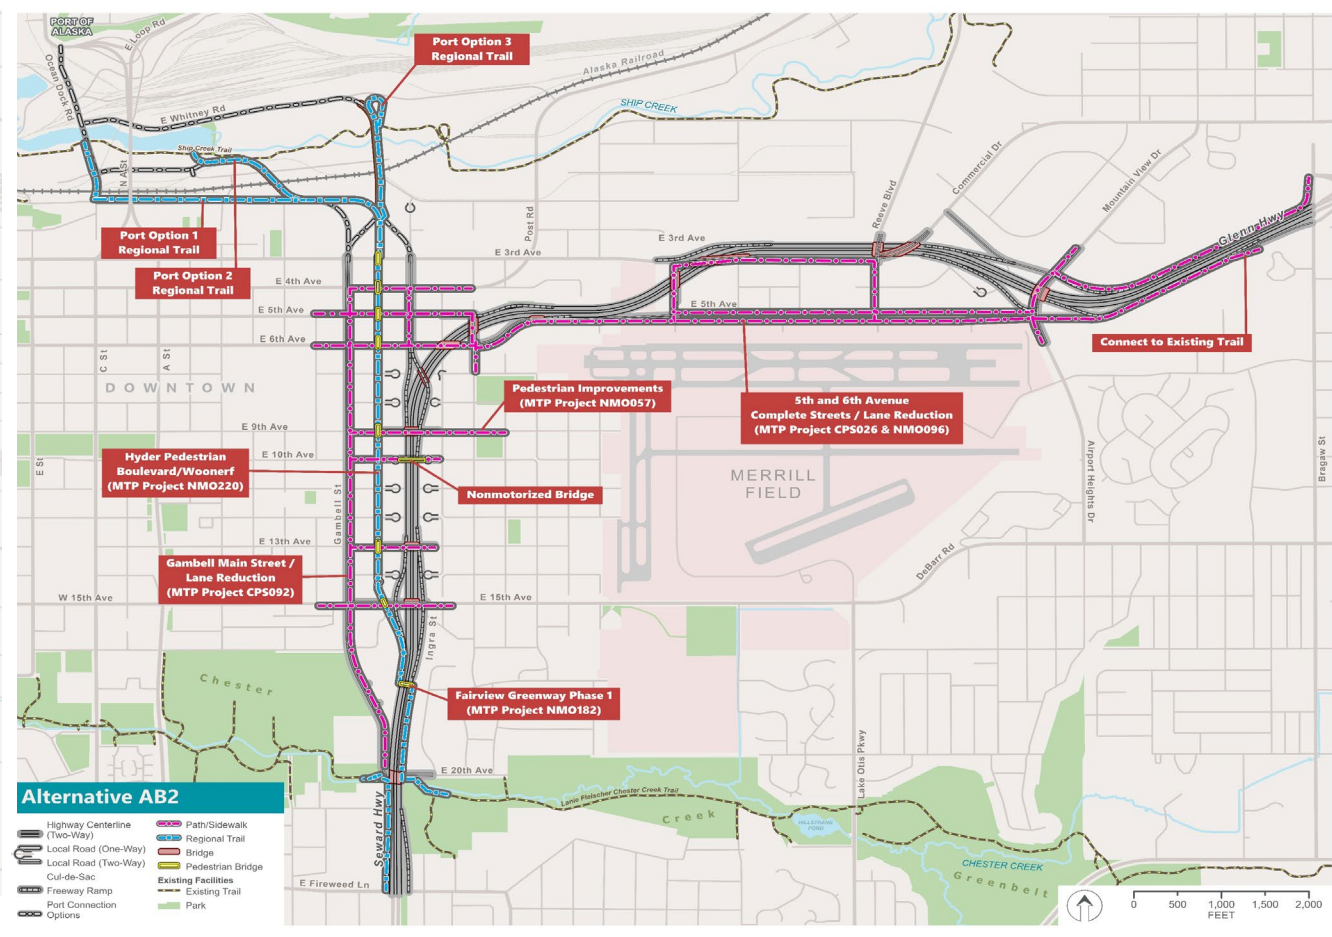 PORT OF
ALASKA
E Loop Rd
Ocean Dock Rd
Port Option 3
Regional Trail
Alaska Railroad
E Whitney Rd
SHIP CREEK
Ship Creek Trail
N A St
Port Option 1
Regional Trail
Port Option 2
Regional Trail
Post Rd
E 3rd Ave
E 3rd Ave
Reeve Blvd
Commercial Dr
Mountain View Dr
Glenn Hwy
E 4th Ave
E 5th Ave
E 5th Ave
E 6th Ave
Connect to Existing Trail
C St
A St
DOWNTOWN
Pedestrian Improvements
(MTP Project NMO057)
5th and 6th Avenue
Complete Streets / Lane Reduction
(MTP Project CPS026 & NMO096)
E 9th Ave
E 10th Ave
E St
Hyder Pedestrian
Boulevard/Woonerf
(MTP Project NMO220)
Nonmotorized Bridge
MERRILL
FIELD
Airport Heights Dr
Bragaw St
Gambell St
E 13th Ave
DeBarr Rd
Gambell Main Street /
Lane Reduction
(MTP Project CPS092)
W 15th Ave
E 15th Ave
Ingra St
Chester
Fairview Greenway Phase 1
(MTP Project NMO182)
Lake Otis Pkwy
E 20th Ave
Lanie Fleischer Chester Creek Trail
Creek
HILLSTRAND
POND
CHESTER CREEK
Greenbelt
Seward Hwy
E Fireweed Ln
Alternative AB2
Highway Centerline
(Two-Way)
Local Road (One-Way)
Local Road (Two-Way)
Cul-de-Sac
Freeway Ramp
Port Connection
Options
Path/Sidewalk
Regional Trail
Bridge
Pedestrian Bridge
Existing Facilities
Existing Trail
Park
0 500 1,000 1,500 2,000
FEET